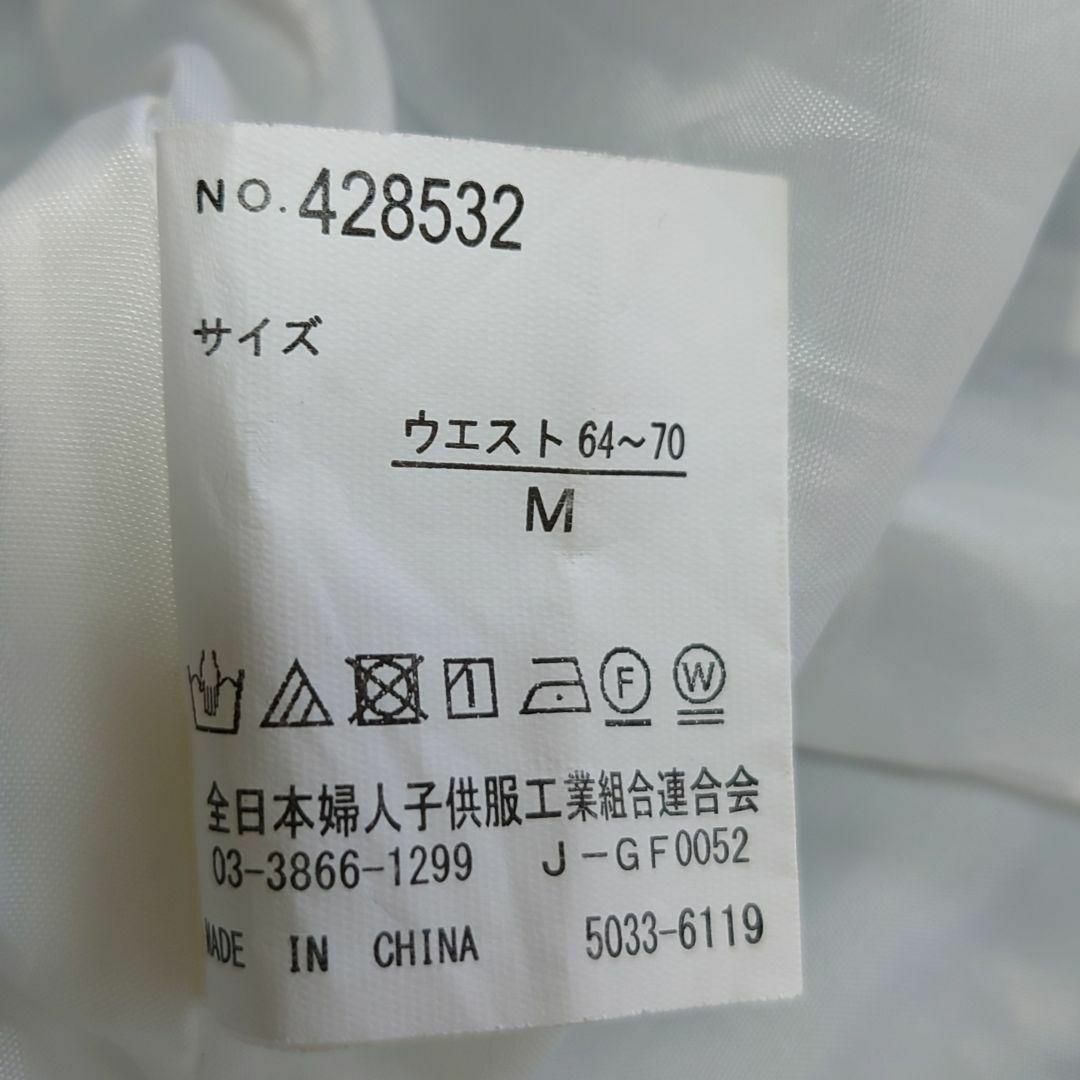 NO.428532
サイズ
ウエスト64~70
M
F W
全日本婦人子供服工業組合連合会
03-3866-1299 J-GF0052
MADE IN CHINA 5033-6119